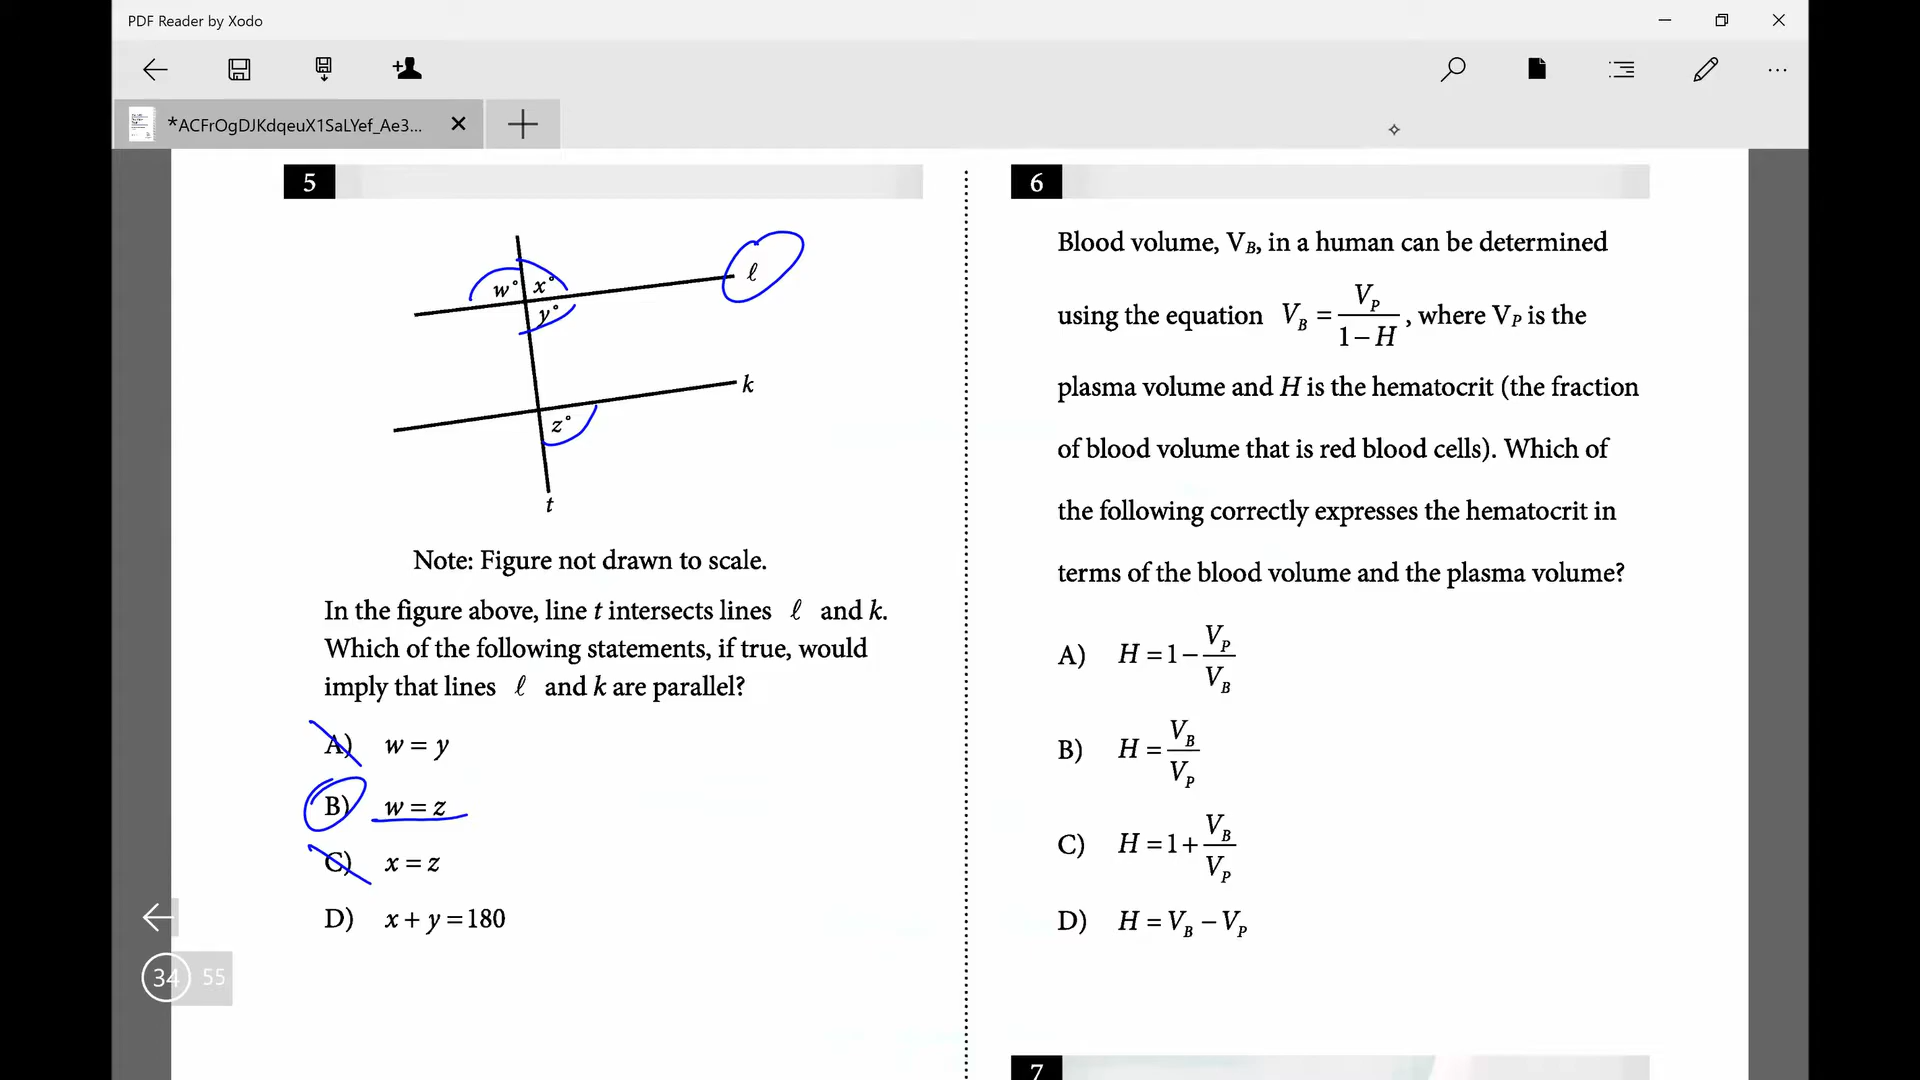 PDF Reader by Xodo
*ACFrOgDJKdqeuX1SaLYef_Ae3...
5
w° x°
y°
ℓ
k
z°
t
Note: Figure not drawn to scale.
In the figure above, line t intersects lines ℓ and k.
Which of the following statements, if true, would
imply that lines ℓ and k are parallel?
A) w = y
B) w = z
C) x = z
D) x + y = 180
34 55
6
Blood volume, V_B, in a human can be determined
using the equation V_B = V_P / (1 − H), where V_P is the
plasma volume and H is the hematocrit (the fraction
of blood volume that is red blood cells). Which of
the following correctly expresses the hematocrit in
terms of the blood volume and the plasma volume?
A) H = 1 − V_P / V_B
B) H = V_B / V_P
C) H = 1 + V_B / V_P
D) H = V_B − V_P
7